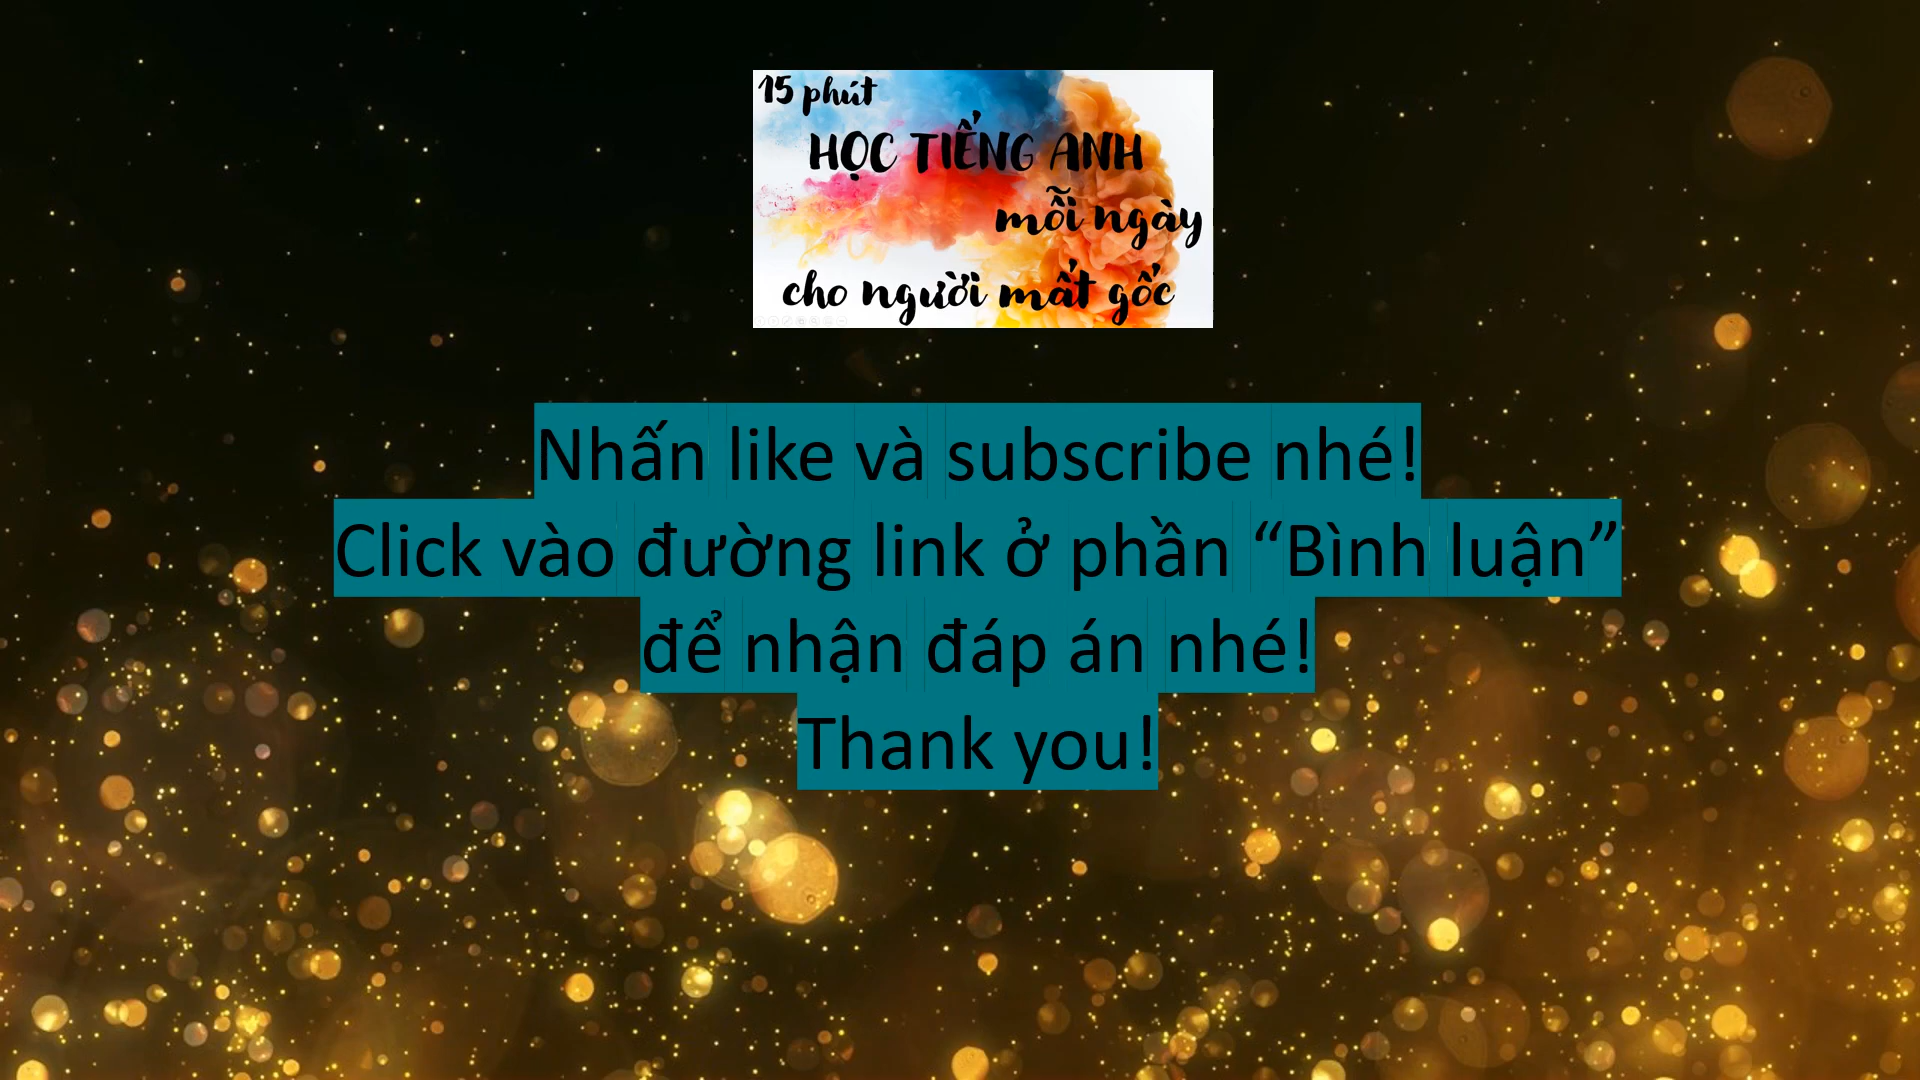 15 phút
HỌC TIẾNG ANH
mỗi ngày
cho người mất gốc
Nhấn like và subscribe nhé!
Click vào đường link ở phần “Bình luận”
để nhận đáp án nhé!
Thank you!